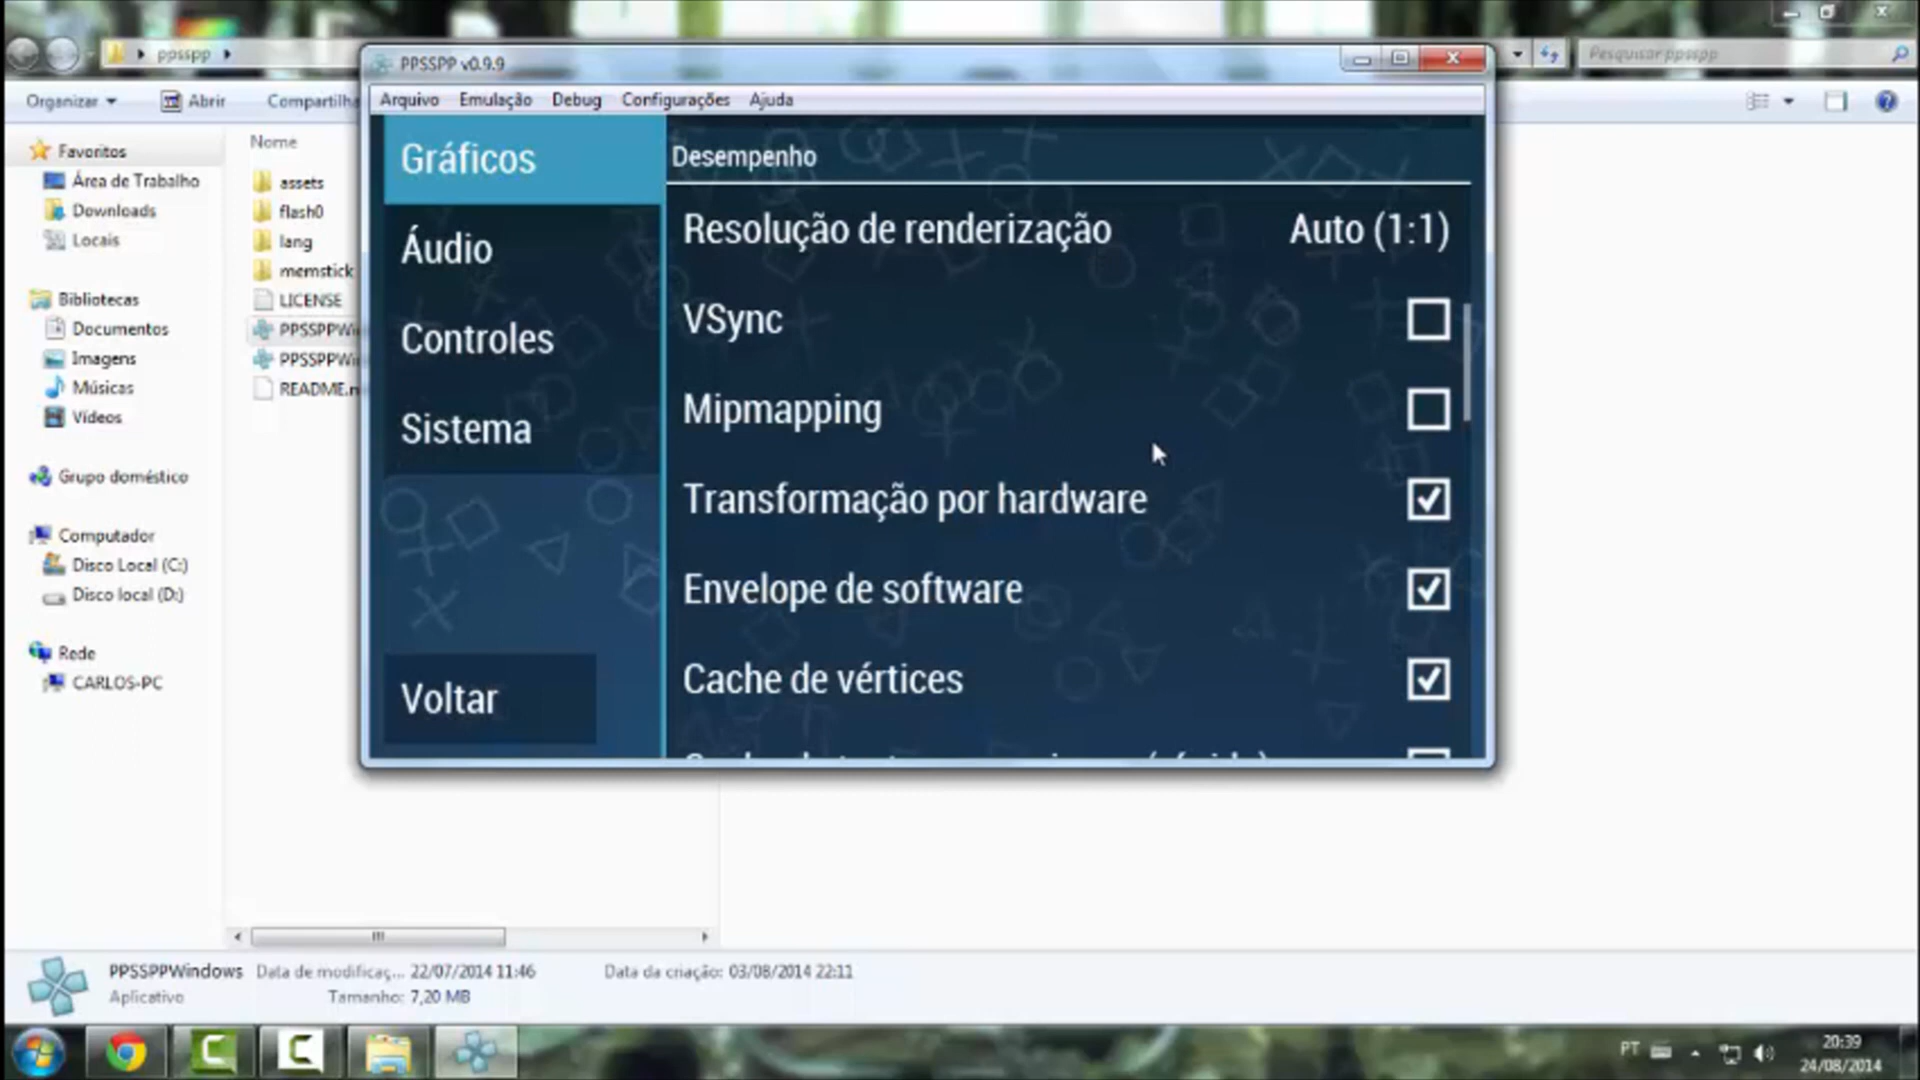 ppsspp
Pesquisar ppsspp
PPSSPP v0.9.9
Organizar
Abrir
Arquivo Emulação Debug Configurações Ajuda
Favoritos
Área de Trabalho
Downloads
Locais
Bibliotecas
Documentos
Imagens
Músicas
Vídeos
Grupo doméstico
Computador
Disco Local (C:)
Disco local (D:)
Rede
CARLOS-PC
Nome
assets
flash0
lang
memstick
LICENSE
Gráficos
Áudio
Controles
Sistema
Voltar
Desempenho
Resolução de renderização Auto (1:1)
VSync
Mipmapping
Transformação por hardware
Envelope de software
Cache de vértices
PPSSPPWindows Data de modificaç... 22/07/2014 11:46 Data da criação: 03/08/2014 22:11
Aplicativo Tamanho: 7,20 MB
PT
20:39
24/08/2014